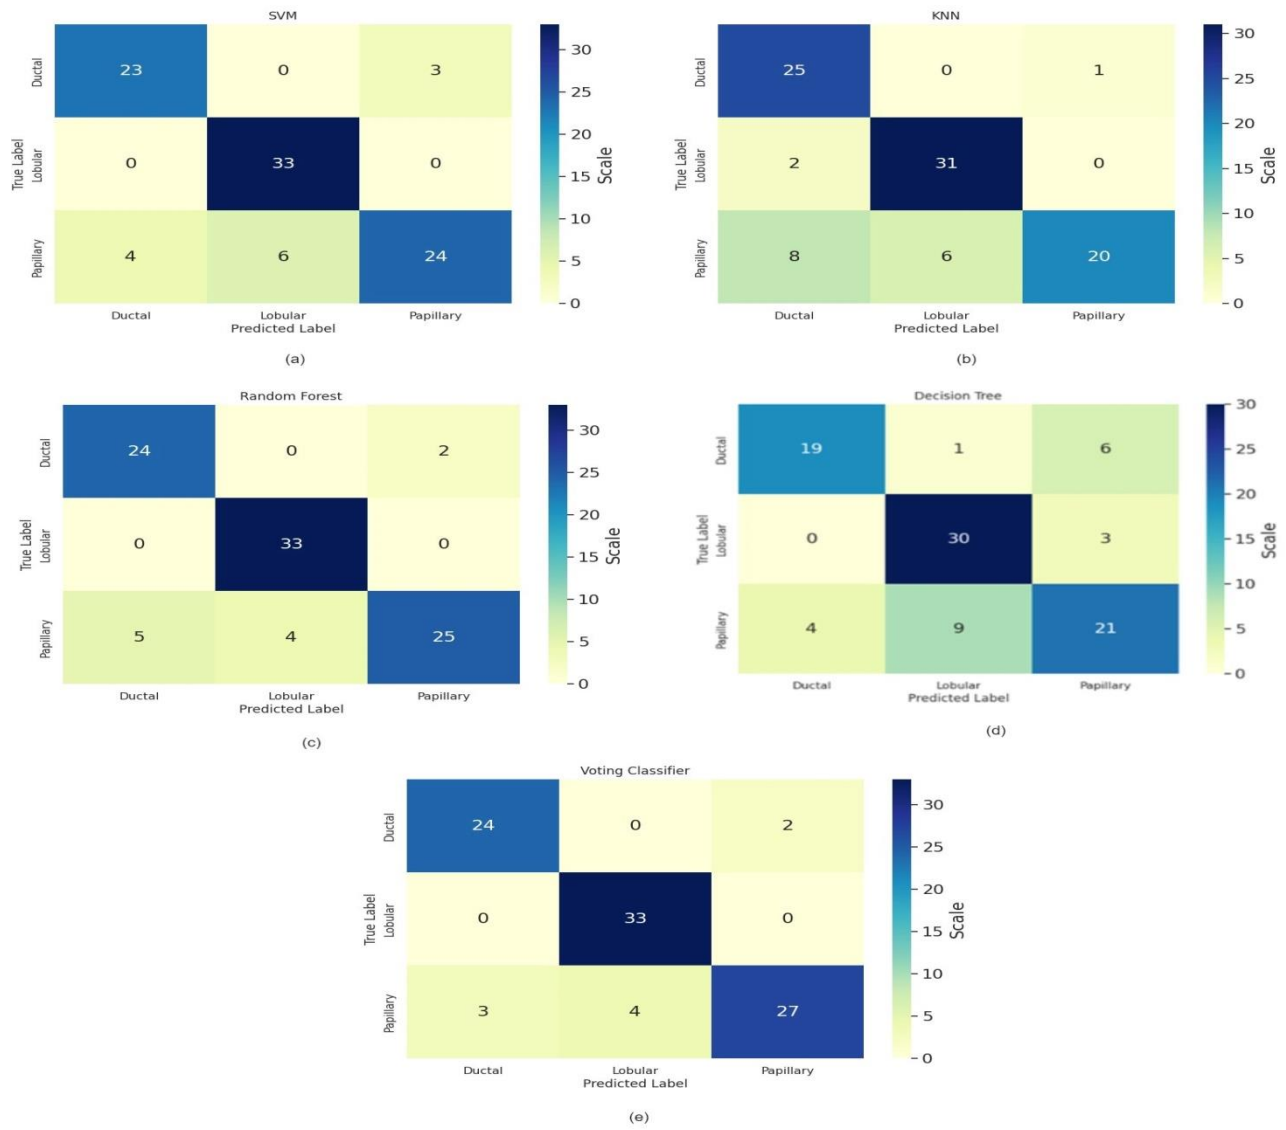 SVM
Ductal
23 0 3
30
25
20
15
10
5
0
Scale
True Label
Lobular
0 33 0
Papillary
4 6 24
Ductal Lobular Papillary
Predicted Label
(a)
KNN
Ductal
25 0 1
30
25
20
15
10
5
0
Scale
True Label
Lobular
2 31 0
Papillary
8 6 20
Ductal Lobular Papillary
Predicted Label
(b)
Random Forest
Ductal
24 0 2
30
25
20
15
10
5
0
Scale
True Label
Lobular
0 33 0
Papillary
5 4 25
Ductal Lobular Papillary
Predicted Label
(c)
Decision Tree
Ductal
19 1 6
30
25
20
15
10
5
0
Scale
True Label
Lobular
0 30 3
Papillary
4 9 21
Ductal Lobular Papillary
Predicted Label
(d)
Voting Classifier
Ductal
24 0 2
30
25
20
15
10
5
0
Scale
True Label
Lobular
0 33 0
Papillary
3 4 27
Ductal Lobular Papillary
Predicted Label
(e)